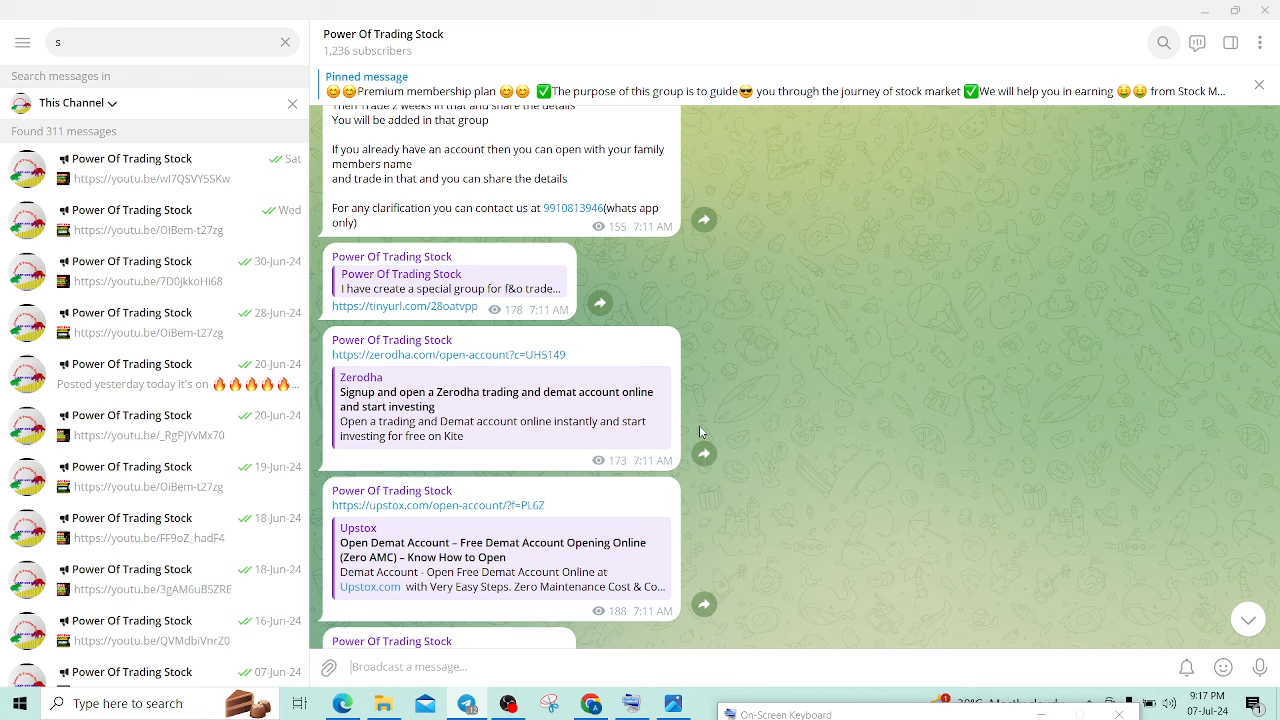 s
Search messages in
This Channel
Found 311 messages
Power Of Trading Stock Sat
https://youtu.be/wI7QSVY5SKw
Power Of Trading Stock Wed
https://youtu.be/OiBem-t27zg
Power Of Trading Stock 30-Jun-24
https://youtu.be/7D0JkkoHi68
Power Of Trading Stock 28-Jun-24
https://youtu.be/OiBem-t27zg
Power Of Trading Stock 20-Jun-24
Posted yesterday today it's on 🔥🔥🔥🔥🔥...
Power Of Trading Stock 20-Jun-24
https://youtu.be/_RgPJYvMx70
Power Of Trading Stock 19-Jun-24
https://youtu.be/OiBem-t27zg
Power Of Trading Stock 18-Jun-24
https://youtu.be/FF9oZ_hadF4
Power Of Trading Stock 18-Jun-24
https://youtu.be/3gAM6uB5ZRE
Power Of Trading Stock 16-Jun-24
https://youtu.be/QVMdbiVnrZ0
Power Of Trading Stock 07-Jun-24
Power Of Trading Stock
1,236 subscribers
Pinned message
😊😊Premium membership plan 😊😊 ✅The purpose of this group is to guide😎 you through the journey of stock market ✅We will help you in earning 🤑🤑 from Stock M...
Then Trade 2 weeks in that and share the details
You will be added in that group
If you already have an account then you can open with your family
members name
and trade in that and you can share the details
For any clarification you can contact us at 9910813946(whats app
only)
155 7:11 AM
Power Of Trading Stock
Power Of Trading Stock
I have create a special group for f&o trade...
https://tinyurl.com/28oatvpp 178 7:11 AM
Power Of Trading Stock
https://zerodha.com/open-account?c=UH5149
Zerodha
Signup and open a Zerodha trading and demat account online
and start investing
Open a trading and Demat account online instantly and start
investing for free on Kite
173 7:11 AM
Power Of Trading Stock
https://upstox.com/open-account/?f=PL6Z
Upstox
Open Demat Account – Free Demat Account Opening Online
(Zero AMC) – Know How to Open
Demat Account - Open Free Demat Account Online at
Upstox.com with Very Easy Steps. Zero Maintenance Cost & Co...
188 7:11 AM
Power Of Trading Stock
Broadcast a message...
Type here to search
On-Screen Keyboard
9:17 PM
07-Jul-24